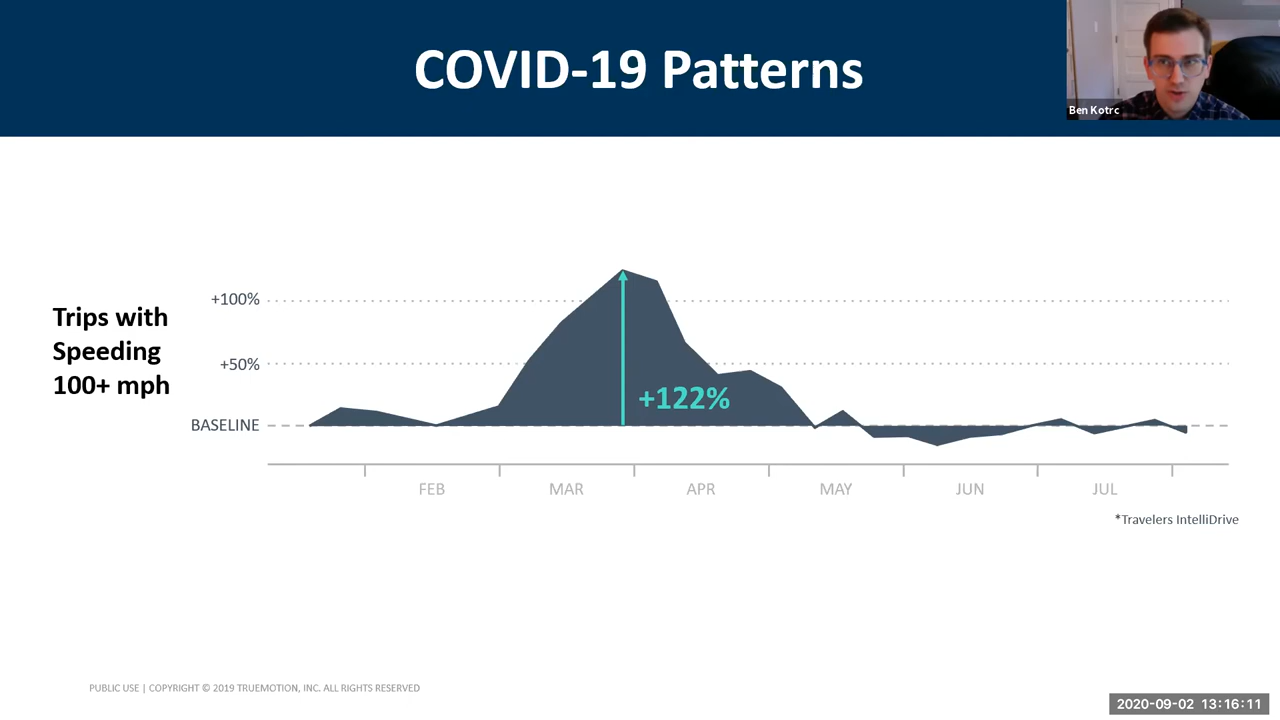 COVID-19 Patterns
Ben Kotrc
Trips with
Speeding
100+ mph
+100%
+50%
+122%
BASELINE
FEB
MAR
APR
MAY
JUN
JUL
*Travelers IntelliDrive
PUBLIC USE | COPYRIGHT © 2019 TRUEMOTION, INC. ALL RIGHTS RESERVED
2020-09-02 13:16:11